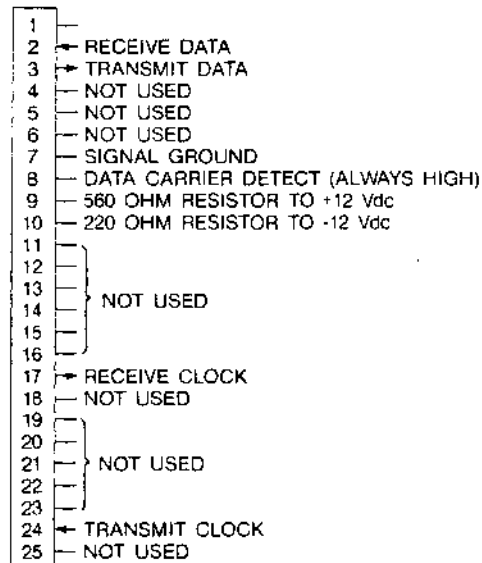 1
2 RECEIVE DATA
3 TRANSMIT DATA
4 NOT USED
5 NOT USED
6 NOT USED
7 SIGNAL GROUND
8 DATA CARRIER DETECT (ALWAYS HIGH)
9 560 OHM RESISTOR TO +12 Vdc
10 220 OHM RESISTOR TO -12 Vdc
11
12
13
NOT USED
14
15
16
17 RECEIVE CLOCK
18 NOT USED
19
20
21 NOT USED
22
23
24 TRANSMIT CLOCK
25 NOT USED